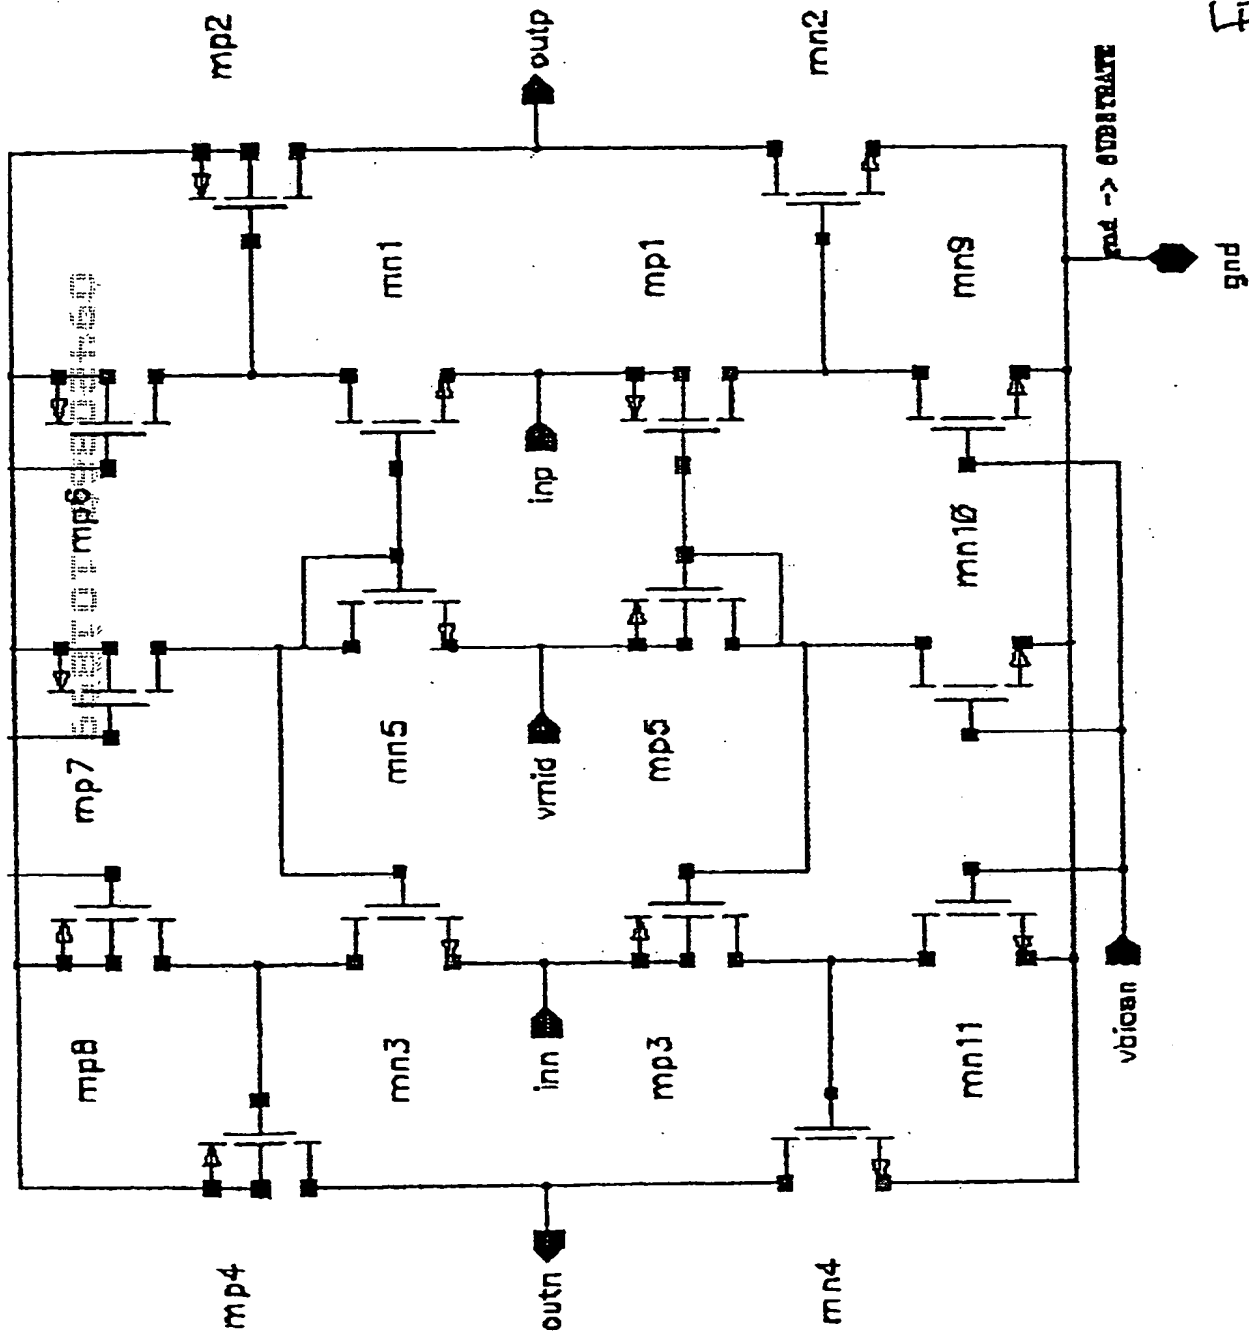 mp2
outp
mn2
gnd -> SUBSTRATE
mn1
mp1
mn9
gnd
mp6
inp
mn10
mp7
mn5
vmid
mp5
mp8
mn3
inn
mp3
mn11
vbiasn
mp4
outn
mn4